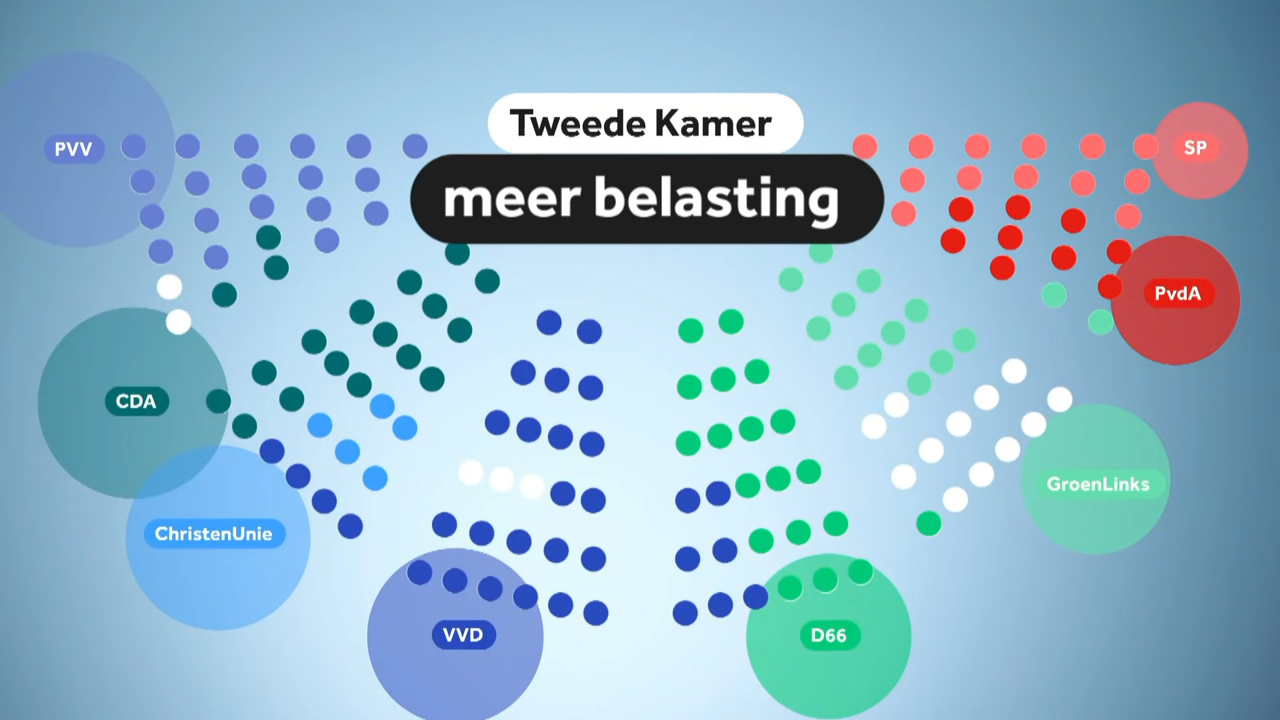 Tweede Kamer
meer belasting
PVV
SP
PvdA
CDA
GroenLinks
ChristenUnie
VVD
D66